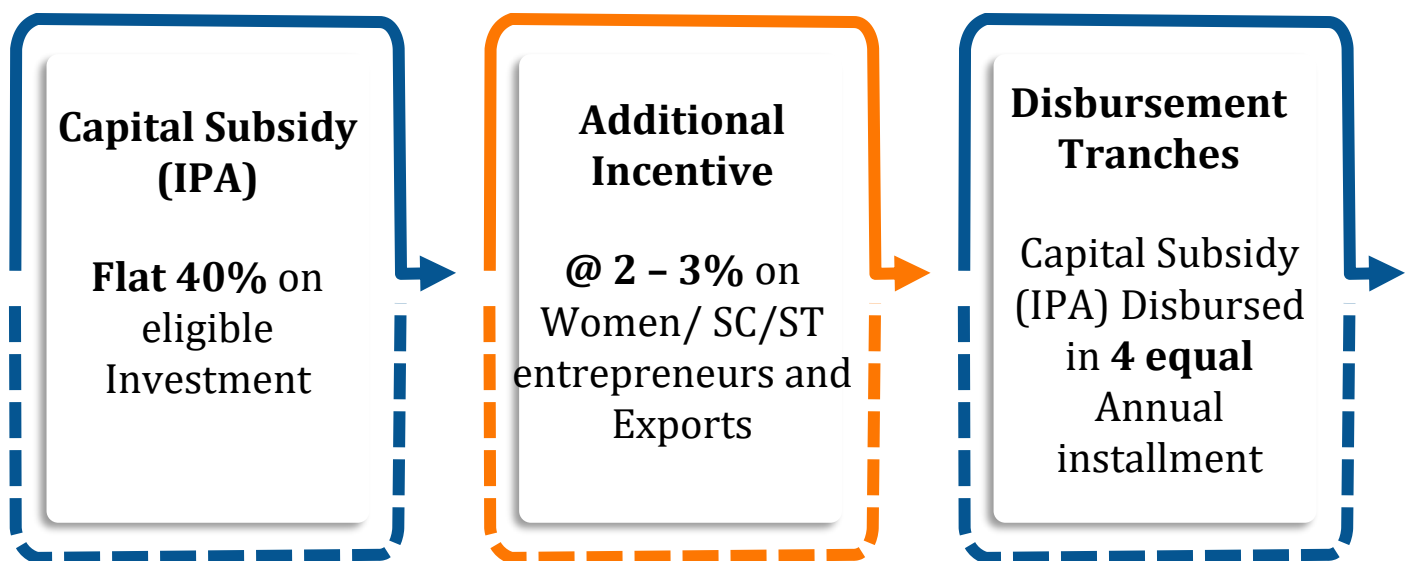 Capital Subsidy
(IPA)
Flat 40% on
eligible
Investment
Additional
Incentive
@ 2 – 3% on
Women/ SC/ST
entrepreneurs and
Exports
Disbursement
Tranches
Capital Subsidy
(IPA) Disbursed
in 4 equal
Annual
installment